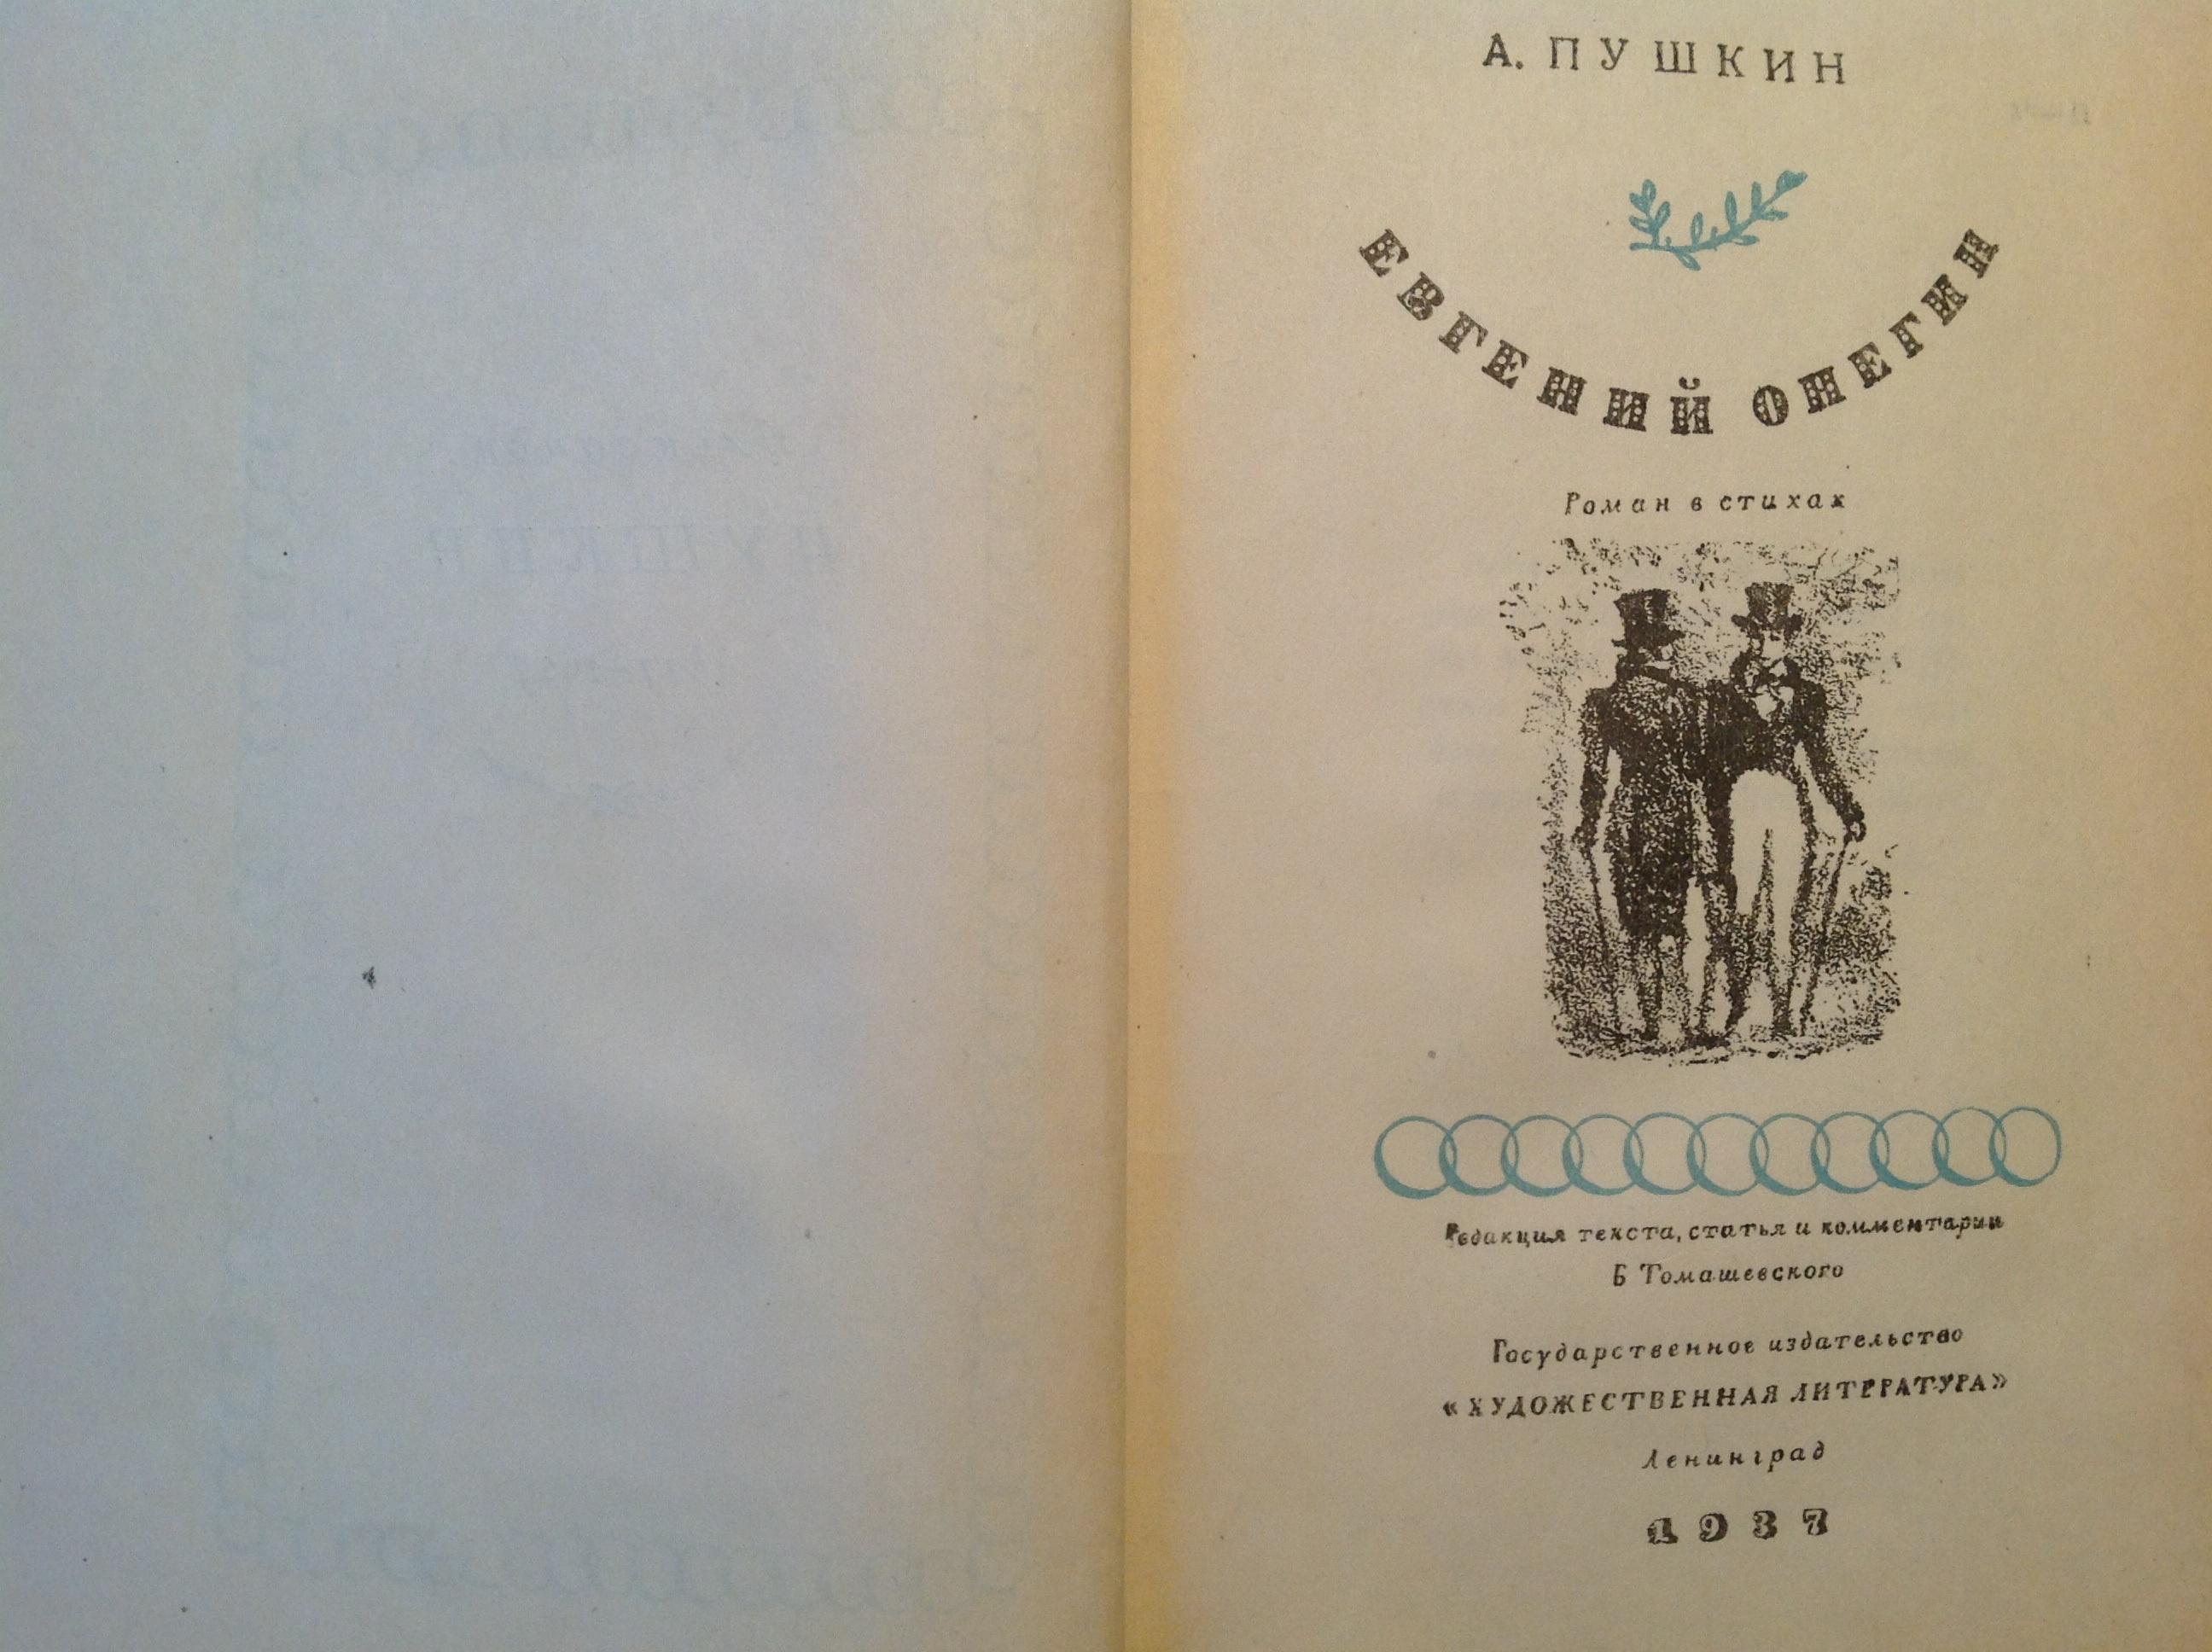 А. ПУШКИН
ЕВГЕНИЙ ОНЕГИН
Роман в стихах
Редакция текста, статья и комментарии
Б Томашевского
Государственное издательство
«ХУДОЖЕСТВЕННАЯ ЛИТЕРАТУРА»
Ленинград
1937